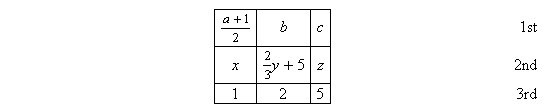 (a+1)/2 b c 1st
x 2/3 y + 5 z 2nd
1 2 5 3rd